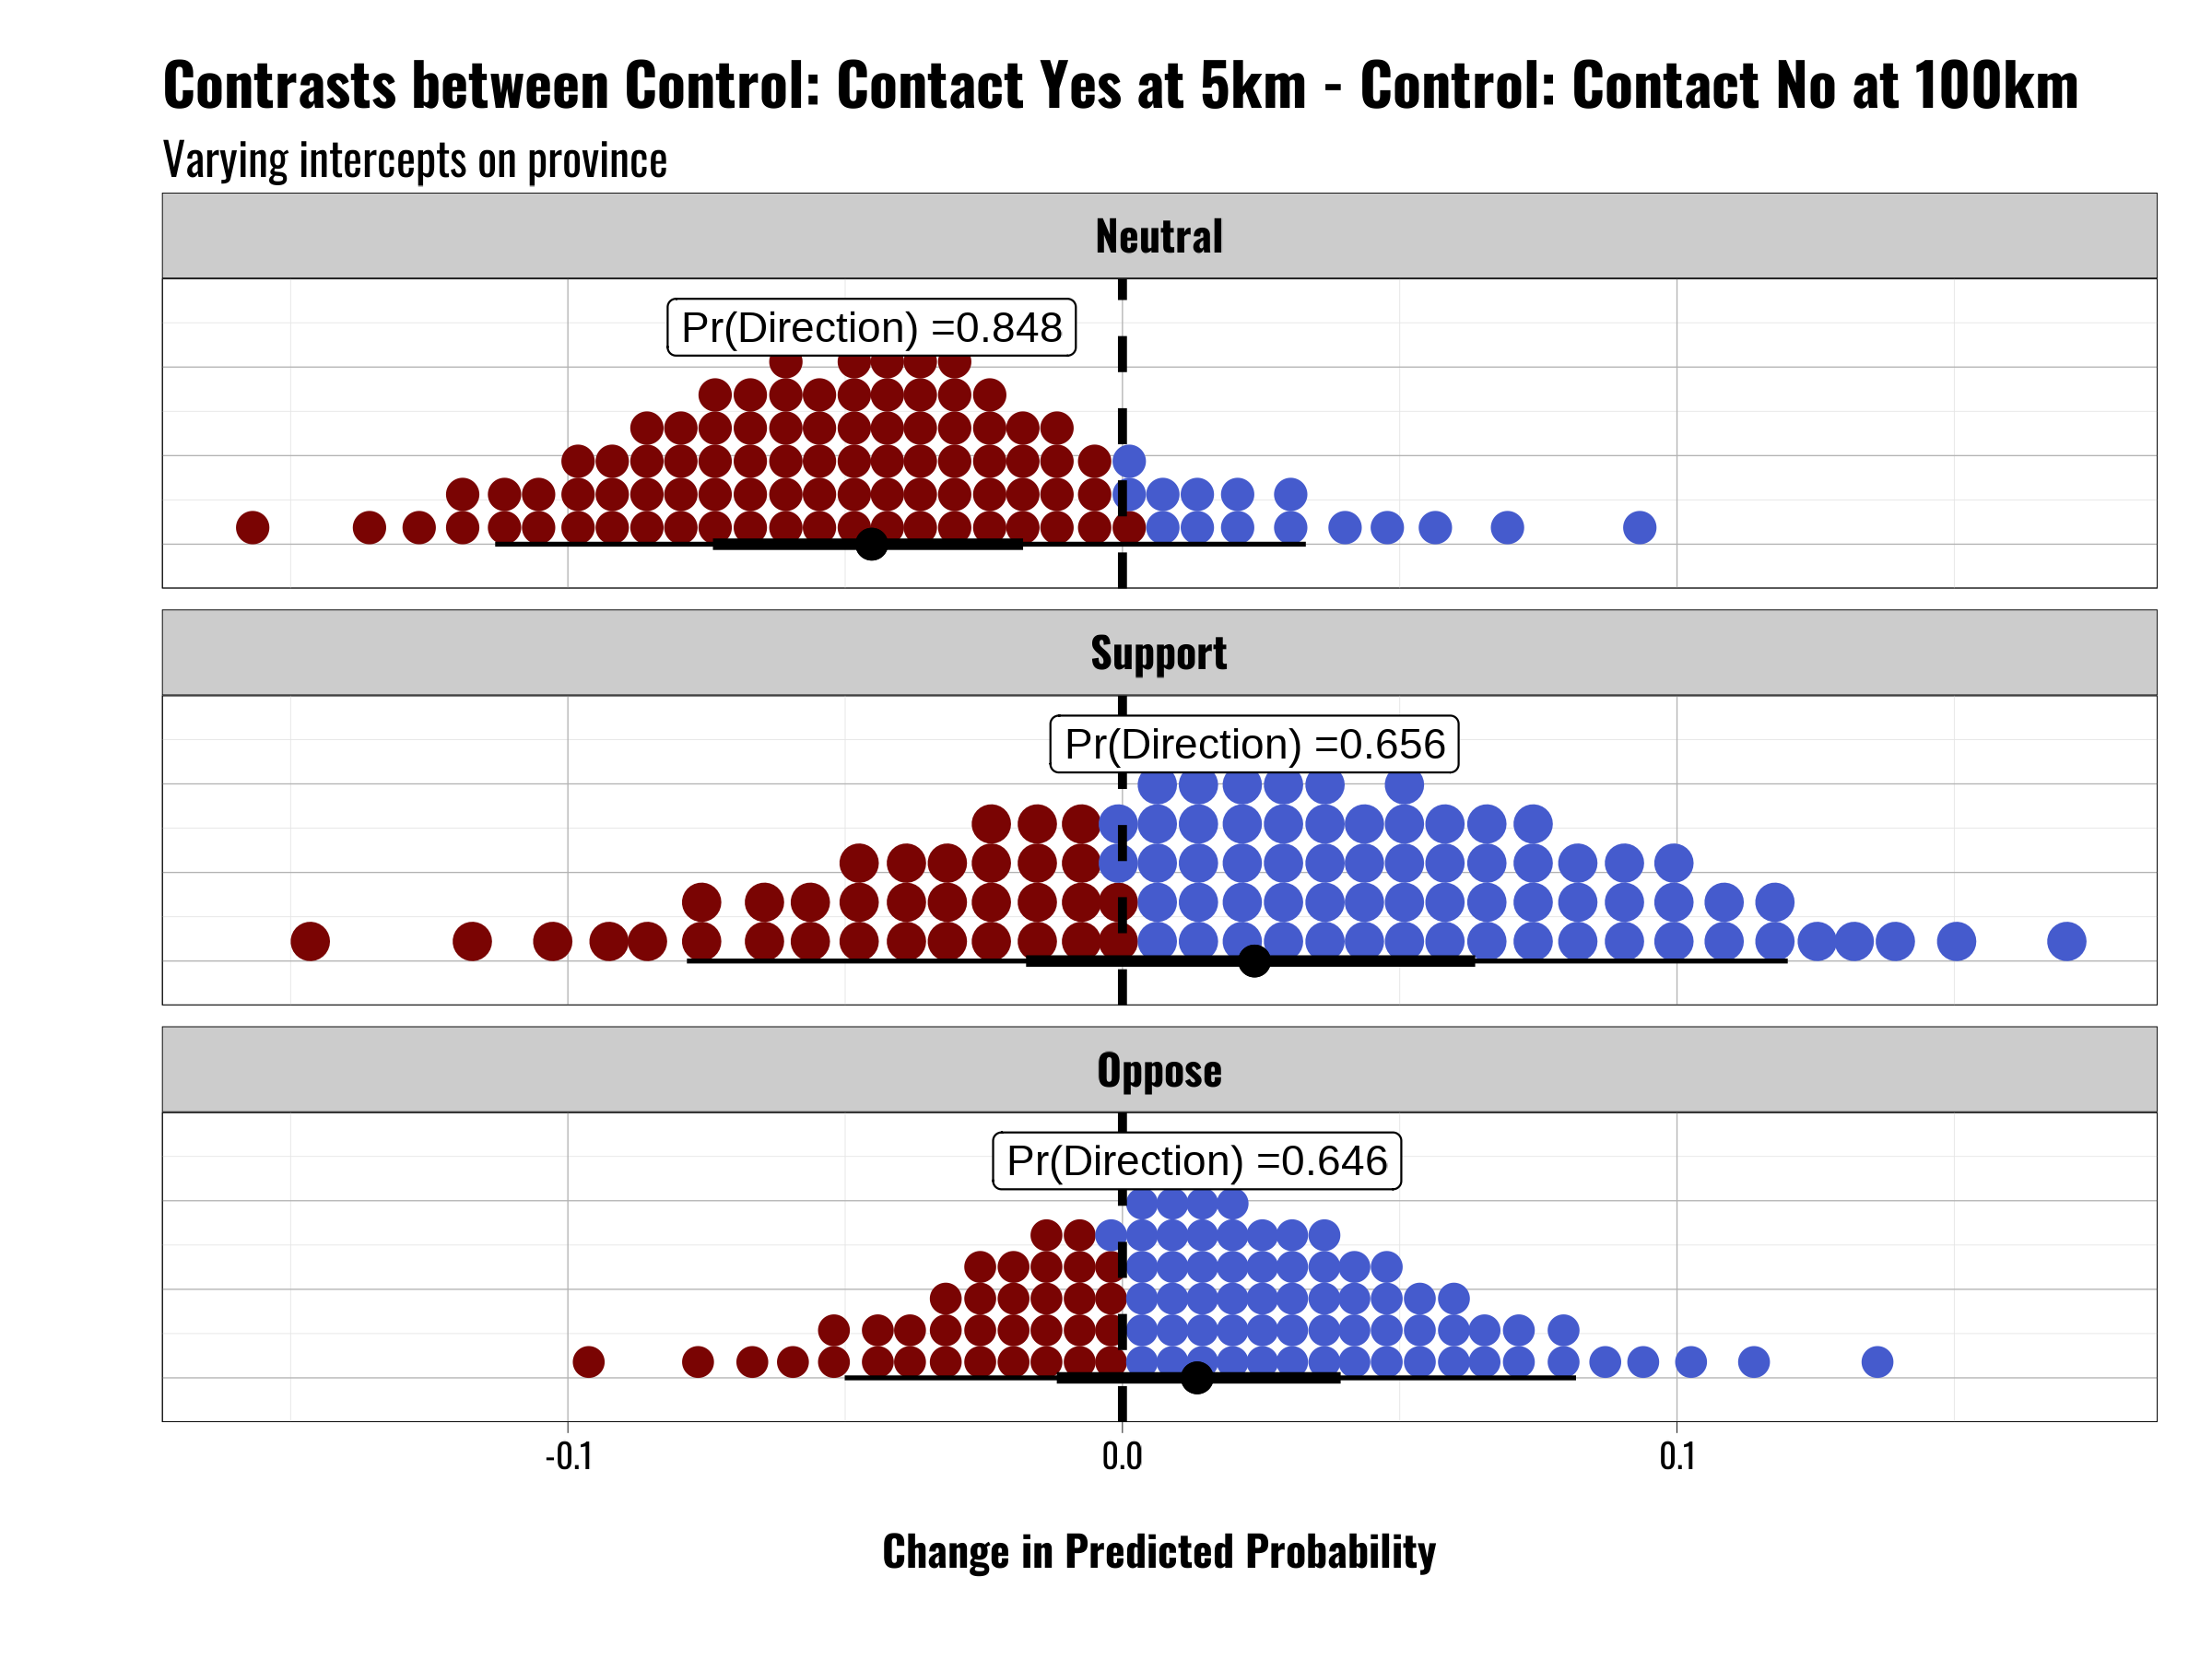 Contrasts between Control: Contact Yes at 5km - Control: Contact No at 100km
Varying intercepts on province
Neutral
Pr(Direction) =0.848
Support
Pr(Direction) =0.656
Oppose
Pr(Direction) =0.646
-0.1 0.0 0.1
Change in Predicted Probability